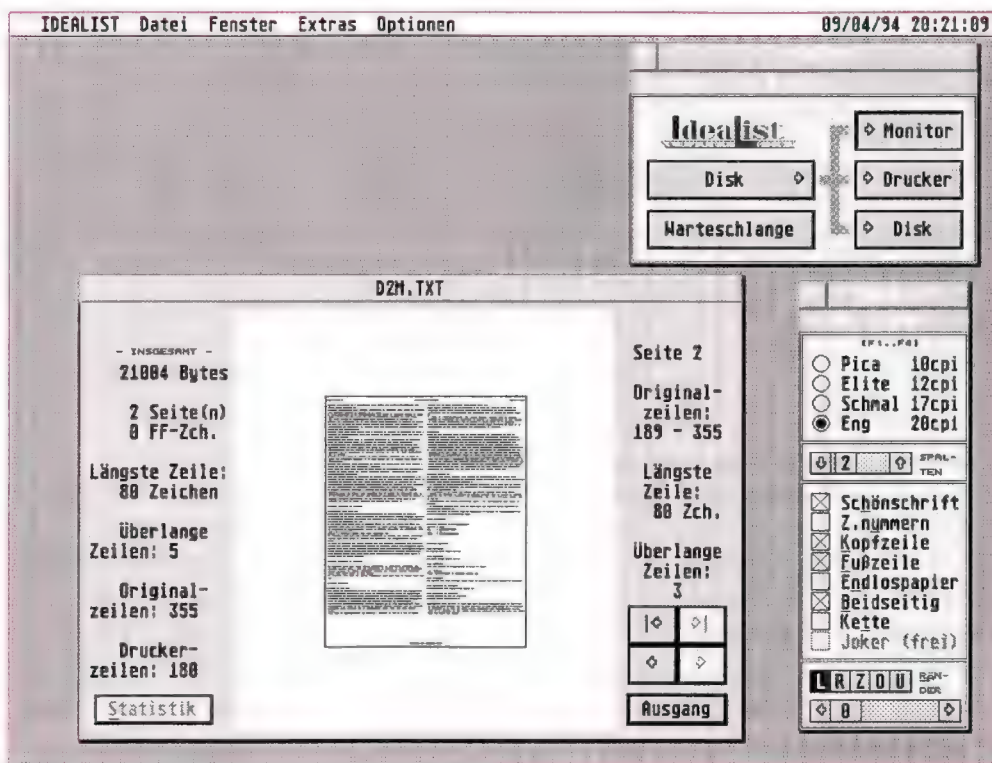 IDEALIST Datei Fenster Extras Optionen 09/04/94 20:21:09
Idealist
Disk
Warteschlange
Monitor
Drucker
Disk
D2M.TXT
- INSGESAMT -
21004 Bytes
2 Seite(n)
0 FF-Zch.
Längste Zeile:
80 Zeichen
Überlange
Zeilen: 5
Original-
zeilen: 355
Drucker-
zeilen: 180
Statistik
Seite 2
Original-
zeilen:
189 - 355
Längste
Zeile:
80 Zch.
Überlange
Zeilen:
3
Ausgang
(F1..F4)
Pica 10cpi
Elite 12cpi
Schmal 17cpi
Eng 20cpi
2 SPAL-
TEN
Schönschrift
Z.nummern
Kopfzeile
Fußzeile
Endlospapier
Beidseitig
Kette
Joker (frei)
L R Z O U RÄN-
DER
0